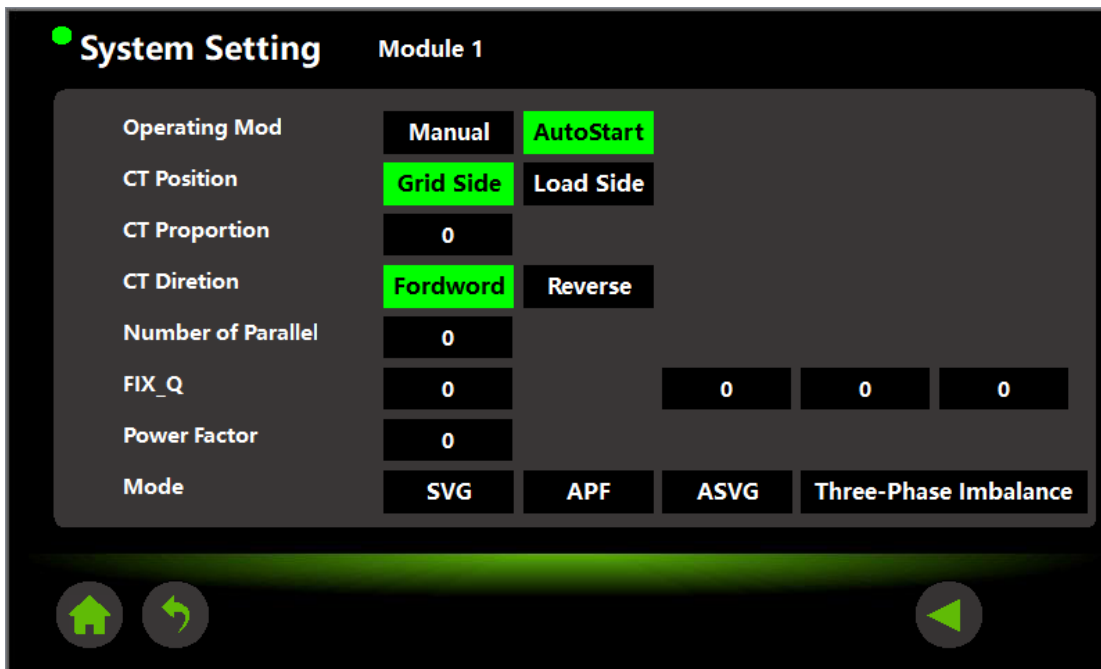 System Setting Module 1
Operating Mod Manual AutoStart
CT Position Grid Side Load Side
CT Proportion 0
CT Diretion Fordword Reverse
Number of Parallel 0
FIX_Q 0 0 0 0
Power Factor 0
Mode SVG APF ASVG Three-Phase Imbalance